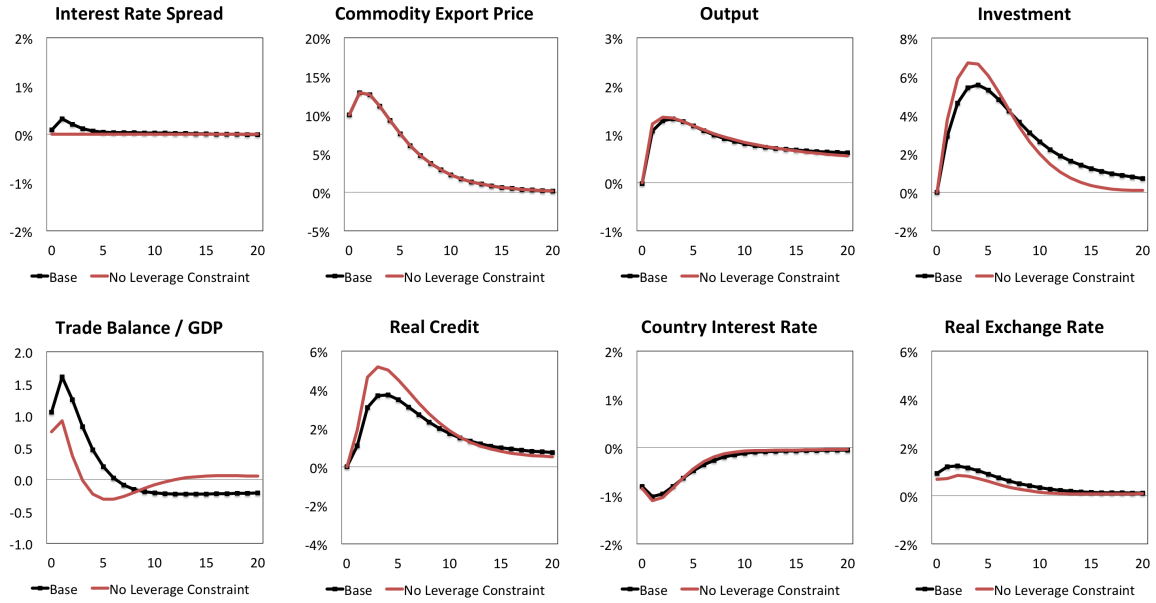 Interest Rate Spread
2%
1%
0%
-1%
-2%
0 5 10 15 20
Base No Leverage Constraint
Commodity Export Price
20%
15%
10%
5%
0%
-5%
0 5 10 15 20
Base No Leverage Constraint
Output
3%
2%
1%
0%
-1%
0 5 10 15 20
Base No Leverage Constraint
Investment
8%
6%
4%
2%
0%
-2%
0 5 10 15 20
Base No Leverage Constraint
Trade Balance / GDP
2.0
1.5
1.0
0.5
0.0
-0.5
-1.0
0 5 10 15 20
Base No Leverage Constraint
Real Credit
6%
4%
2%
0%
-2%
-4%
0 5 10 15 20
Base No Leverage Constraint
Country Interest Rate
2%
1%
0%
-1%
-2%
0 5 10 15 20
Base No Leverage Constraint
Real Exchange Rate
6%
4%
2%
0%
-2%
0 5 10 15 20
Base No Leverage Constraint